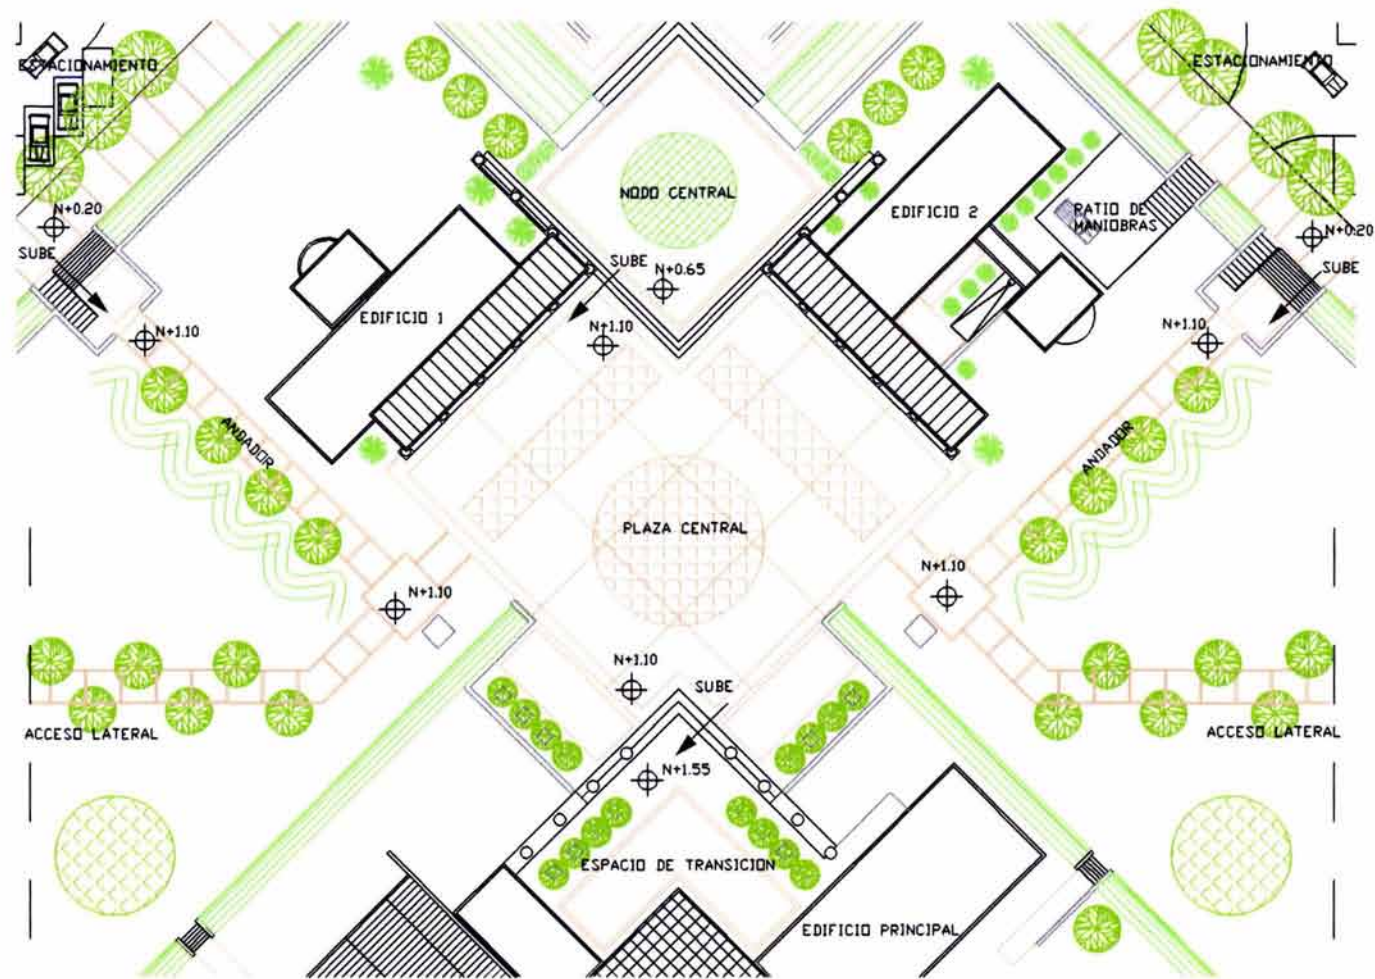 ESTACIONAMIENTO
ESTACIONAMIENTO
NODO CENTRAL
N+0.20
EDIFICIO 2
RATIO DE
MANIOBRAS
N+0.20
SUBE
SUBE
N+0.65
SUBE
EDIFICIO 1
N+1.10
N+1.10
N+1.10
ANDADOR
ANDADOR
PLAZA CENTRAL
N+1.10
N+1.10
N+1.10
SUBE
ACCESO LATERAL
ACCESO LATERAL
N+1.55
ESPACIO DE TRANSICION
EDIFICIO PRINCIPAL